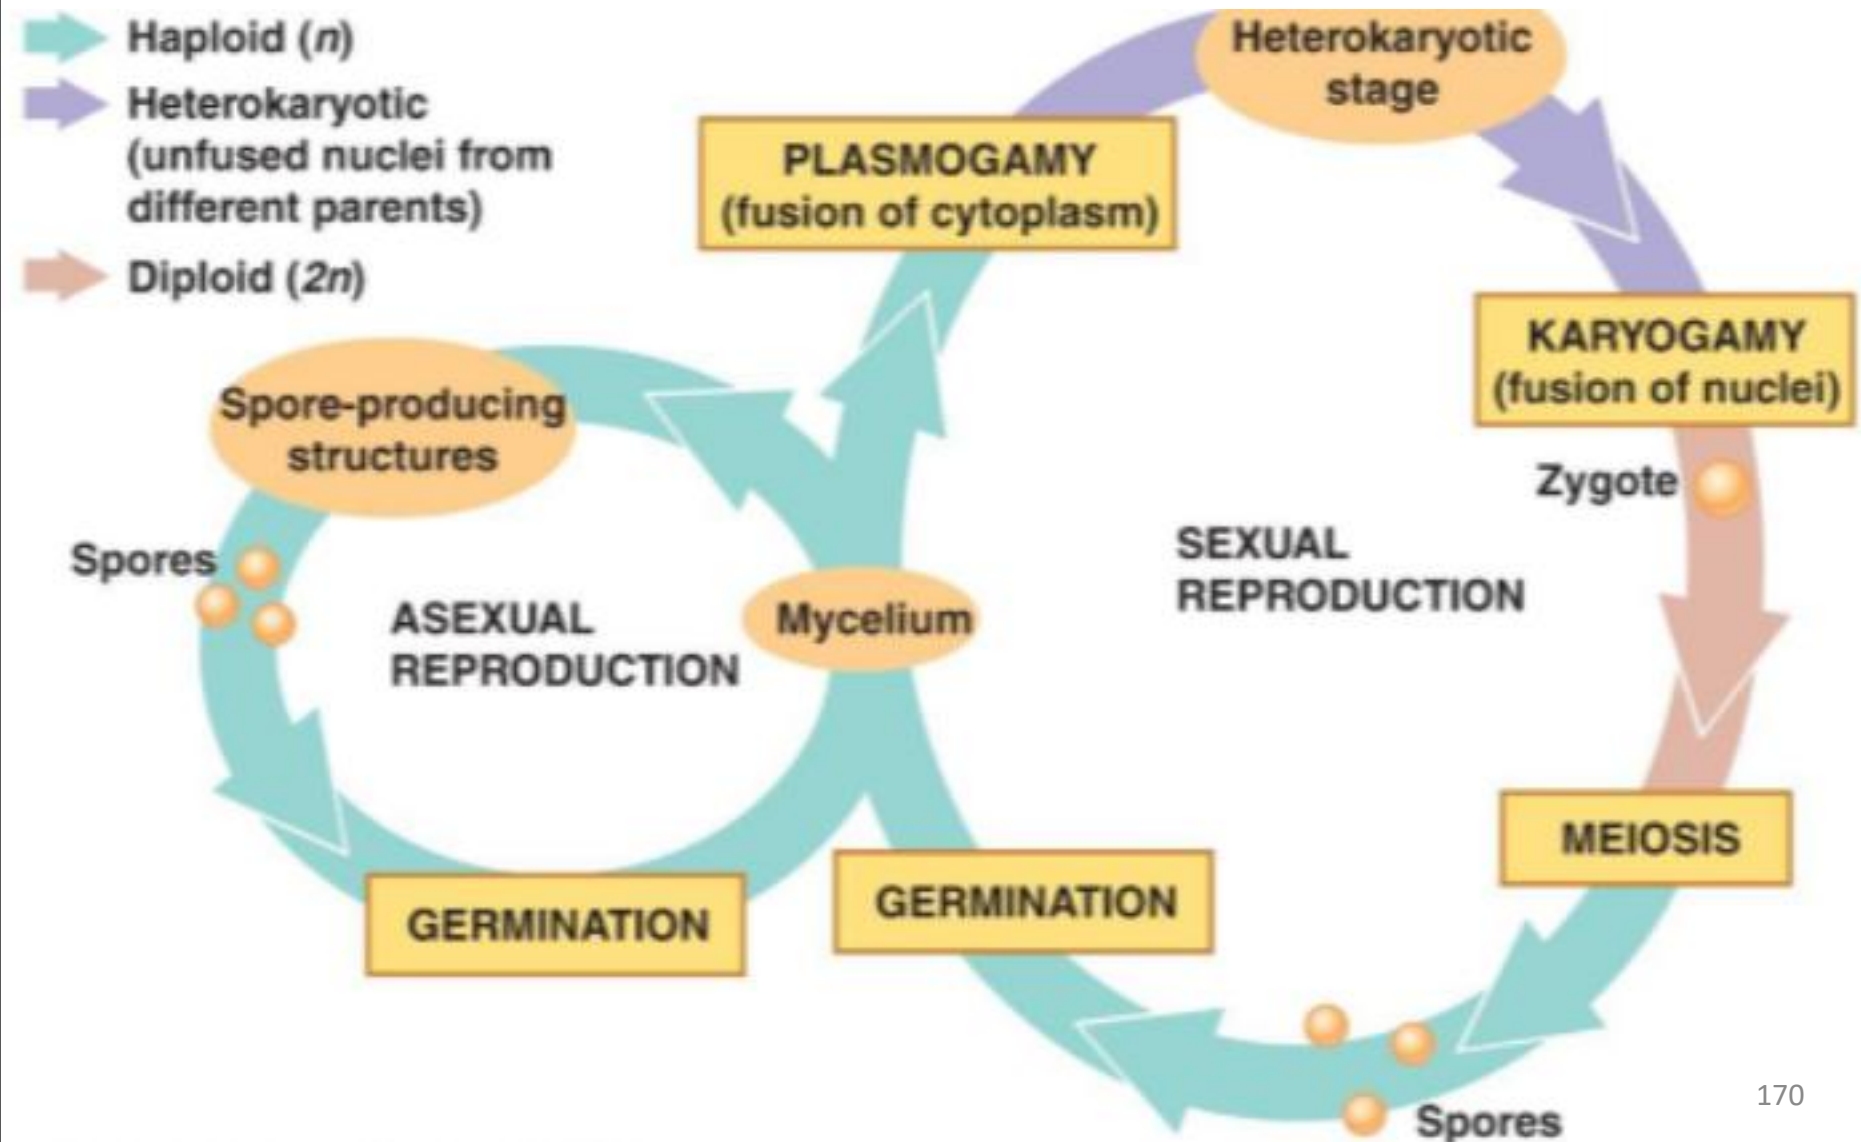 Haploid (n)
Heterokaryotic
(unfused nuclei from
different parents)
Diploid (2n)
Heterokaryotic
stage
PLASMOGAMY
(fusion of cytoplasm)
KARYOGAMY
(fusion of nuclei)
Spore-producing
structures
Zygote
Spores
SEXUAL
REPRODUCTION
ASEXUAL
REPRODUCTION
Mycelium
MEIOSIS
GERMINATION
GERMINATION
Spores
170